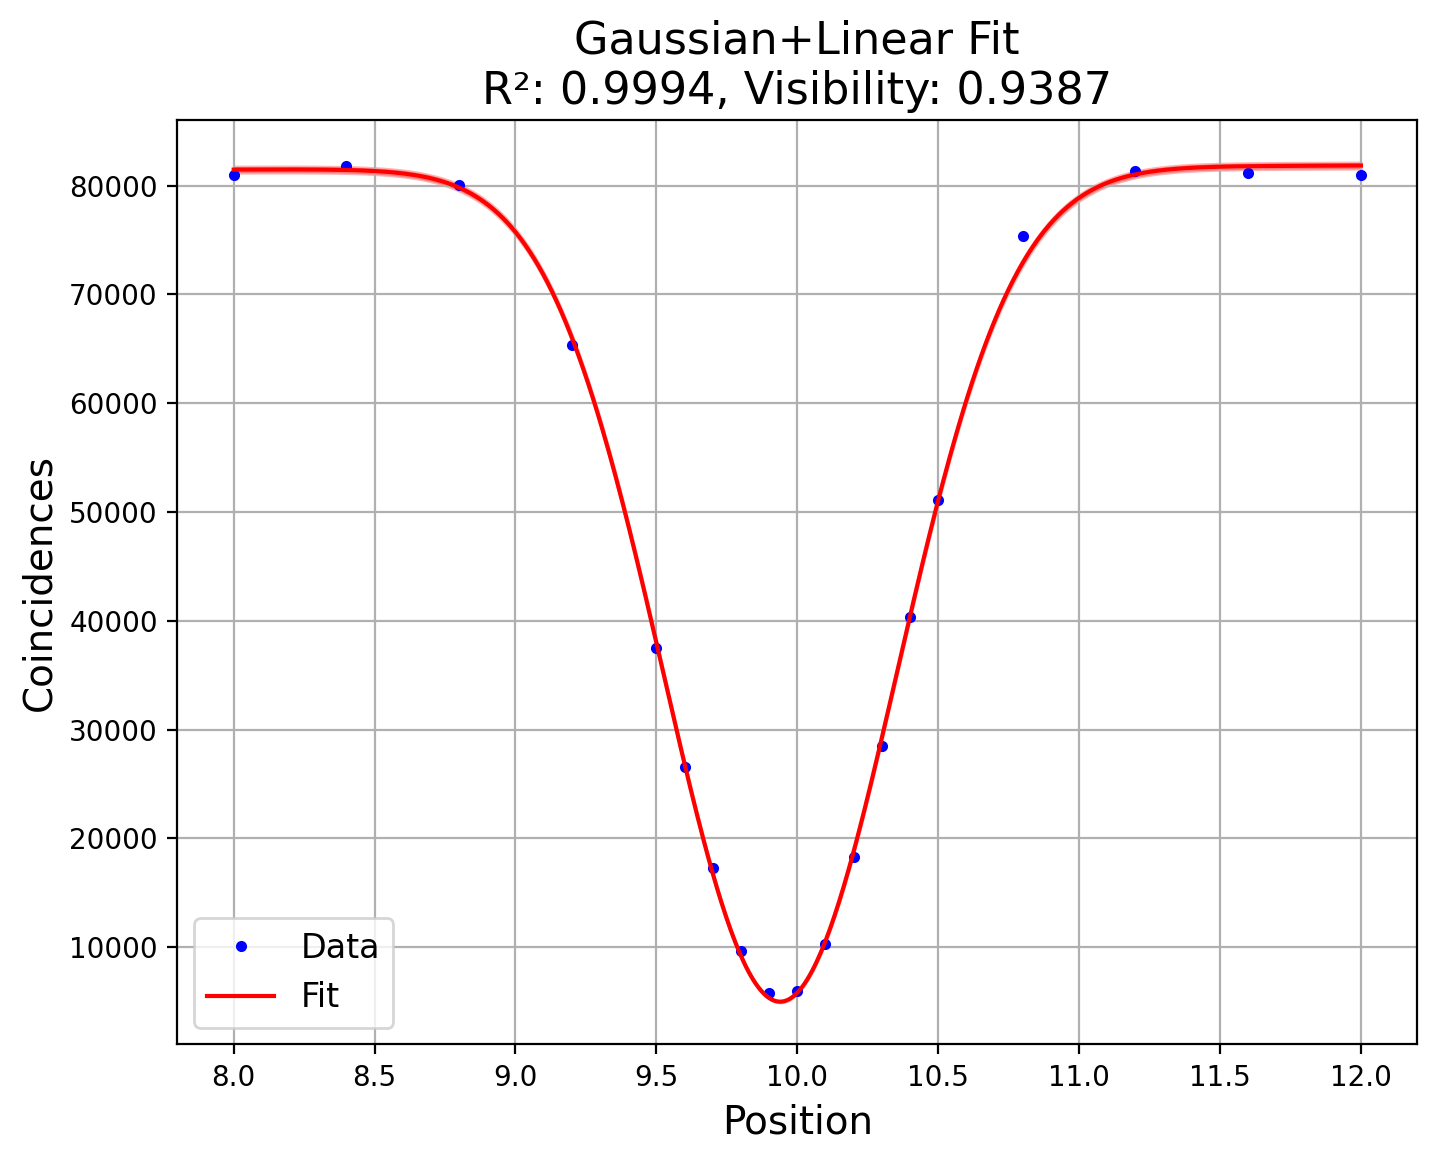 Gaussian+Linear Fit
R²: 0.9994, Visibility: 0.9387
Coincidences
80000
70000
60000
50000
40000
30000
20000
10000
Data
Fit
8.0 8.5 9.0 9.5 10.0 10.5 11.0 11.5 12.0
Position